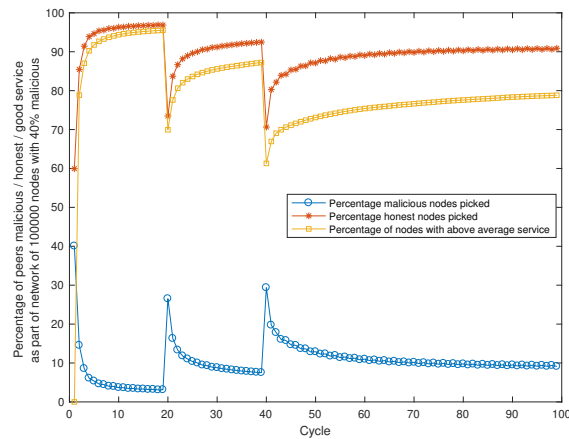 Percentage of peers malicious / honest / good service
as part of network of 100000 nodes with 40% malicious
100
90
80
70
60
50
40
30
20
10
0
Percentage malicious nodes picked
Percentage honest nodes picked
Percentage of nodes with above average service
0 10 20 30 40 50 60 70 80 90 100
Cycle